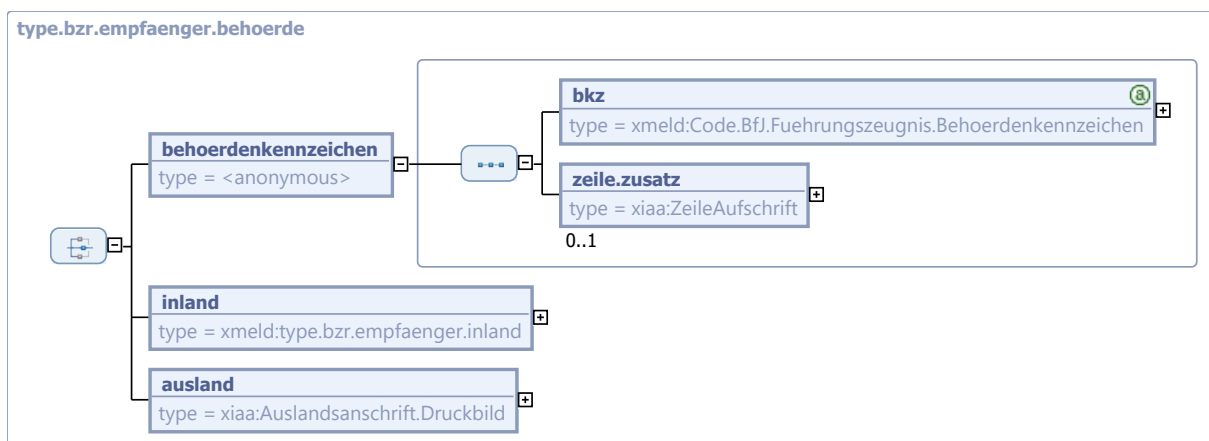 type.bzr.empfaenger.behoerde
bkz
type = xmeld:Code.BfJ.Fuehrungszeugnis.Behoerdenkennzeichen
behoerdenkennzeichen
type = <anonymous>
zeile.zusatz
type = xiaa:ZeileAufschrift
0..1
inland
type = xmeld:type.bzr.empfaenger.inland
ausland
type = xiaa:Auslandsanschrift.Druckbild